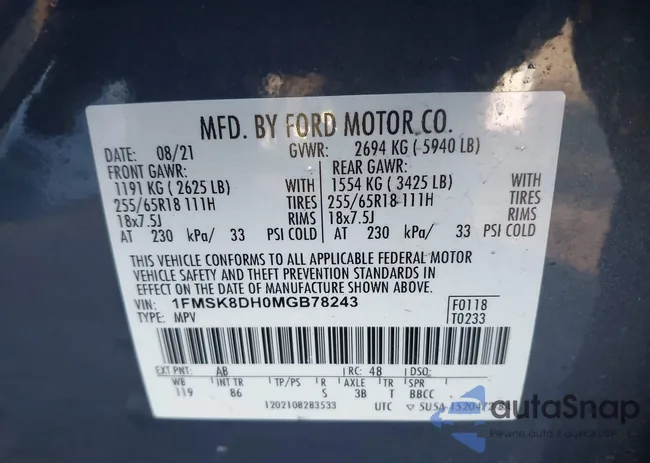 MFD. BY FORD MOTOR CO.
DATE: 08/21 GVWR: 2694 KG ( 5940 LB)
FRONT GAWR: REAR GAWR:
1191 KG ( 2625 LB) WITH 1554 KG ( 3425 LB) WITH
255/65R18 111H TIRES 255/65R18 111H TIRES
18x7.5J RIMS 18x7.5J RIMS
AT 230 kPa/ 33 PSI COLD AT 230 kPa/ 33 PSI COLD
THIS VEHICLE CONFORMS TO ALL APPLICABLE FEDERAL MOTOR
VEHICLE SAFETY AND THEFT PREVENTION STANDARDS IN
EFFECT ON THE DATE OF MANUFACTURE SHOWN ABOVE.
VIN: 1FMSK8DH0MGB78243 F0118
TYPE: MPV T0233
EXT PNT: AB RC: 48 DSO:
WB INT TR TP/PS R AXLE TR SPR
119 B6 S 3B T BBCC
1202108283533 UTC ▽ SUSA
autoSnap